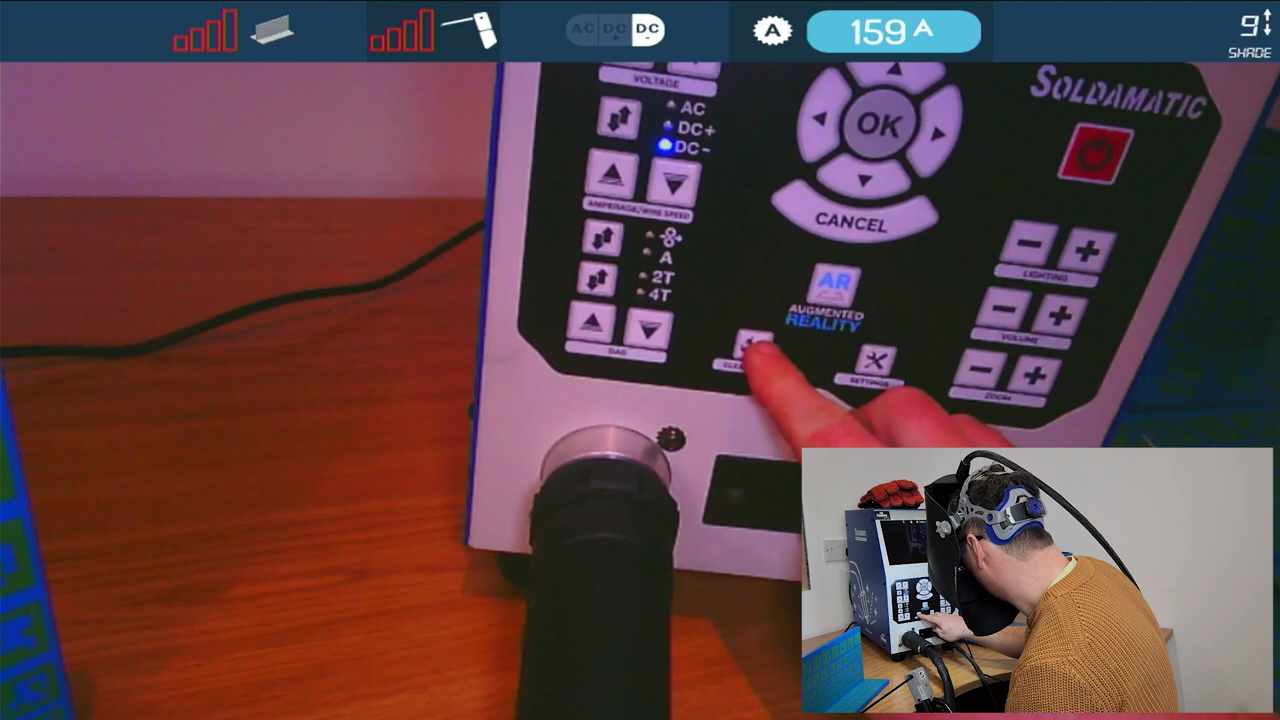 AC DC+ DC-
A
159 A
9
SHADE
VOLTAGE
AC
DC+
DC-
AMPERAGE/WIRE SPEED
A
2T
4T
GAS
OK
CANCEL
AR
AUGMENTED
REALITY
SETTINGS
SOLDAMATIC
LIGHTING
VOLUME
ZOOM